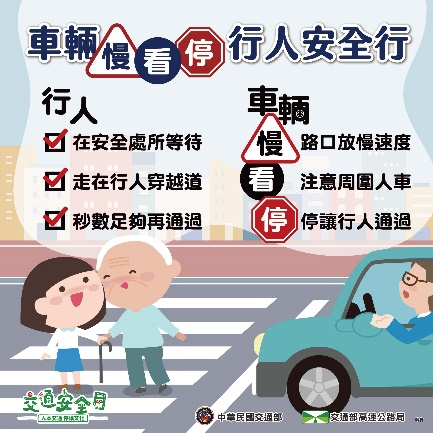 車輛慢看停行人安全行
行人
在安全處所等待
走在行人穿越道
秒數足夠再通過
車輛
慢 路口放慢速度
看 注意周圍人車
停 停讓行人通過
交通安全月
中華民國交通部
交通部高速公路局